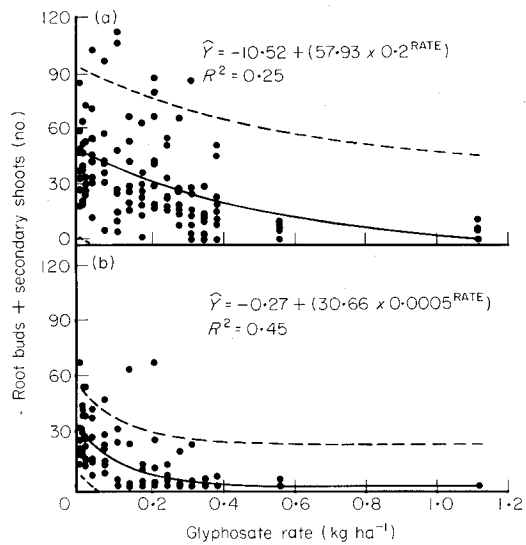 120
(a)
Ŷ = −10·52 + (57·93 x 0·2^RATE)
R² = 0·25
90
60
30
0
120
(b)
Ŷ = −0·27 + (30·66 x 0·0005^RATE)
R² = 0·45
90
60
30
0 0·2 0·4 0·6 0·8 1·0 1·2
Root buds + secondary shoots (no.)
Glyphosate rate (kg ha⁻¹)